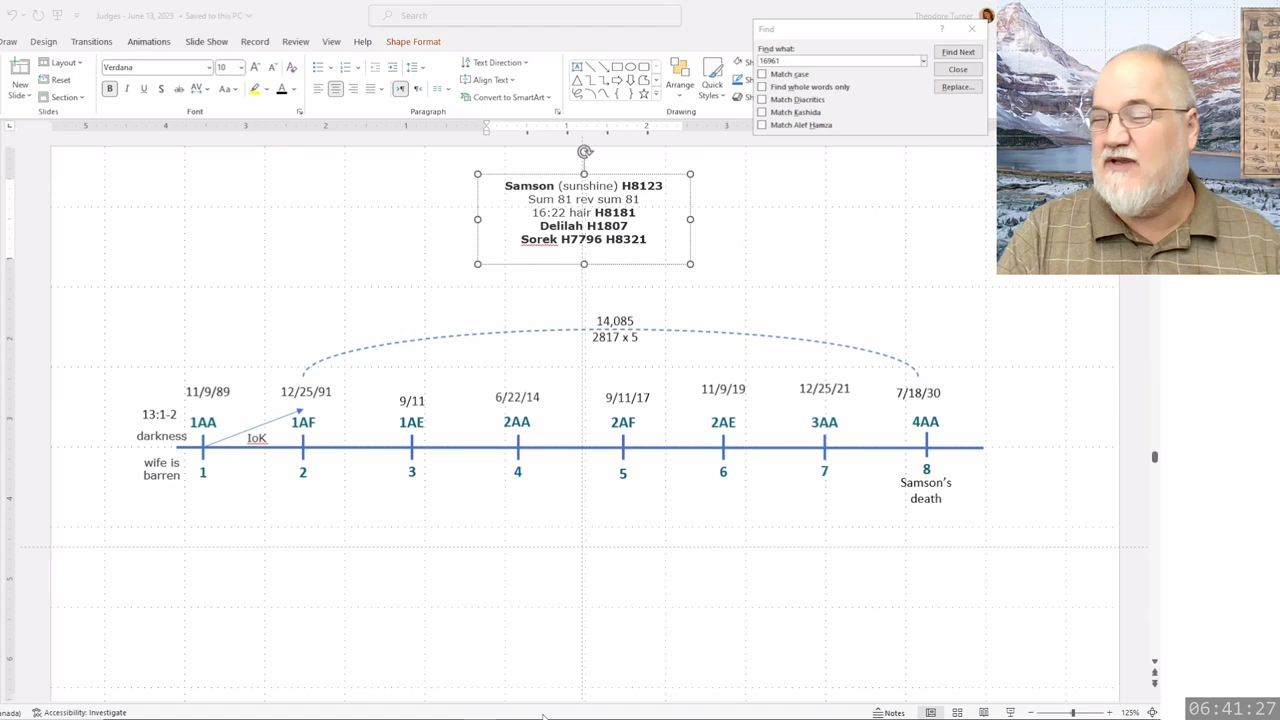 Judges - June 13, 2023 • Saved to this PC
Search
Theodore Turner
Draw Design Transitions Animations Slide Show Record Review View Help Shape Format
New Slide
Layout
Reset
Section
Slides
Verdana 10
Font
Paragraph
Text Direction
Align Text
Convert to SmartArt
Arrange
Quick Styles
Drawing
Find
Find what:
16961
Match case
Find whole words only
Match Diacritics
Match Kashida
Match Alef Hamza
Find Next
Close
Replace...
Samson (sunshine) H8123
Sum 81 rev sum 81
16:22 hair H8181
Delilah H1807
Sorek H7796 H8321
14,085
2817 x 5
11/9/89 12/25/91 9/11 6/22/14 9/11/17 11/9/19 12/25/21 7/18/30
13:1-2
1AA 1AF 1AE 2AA 2AF 2AE 3AA 4AA
darkness
IoK
wife is
barren
1 2 3 4 5 6 7 8
Samson's
death
Accessibility: Investigate
Notes
125%
06:41:27